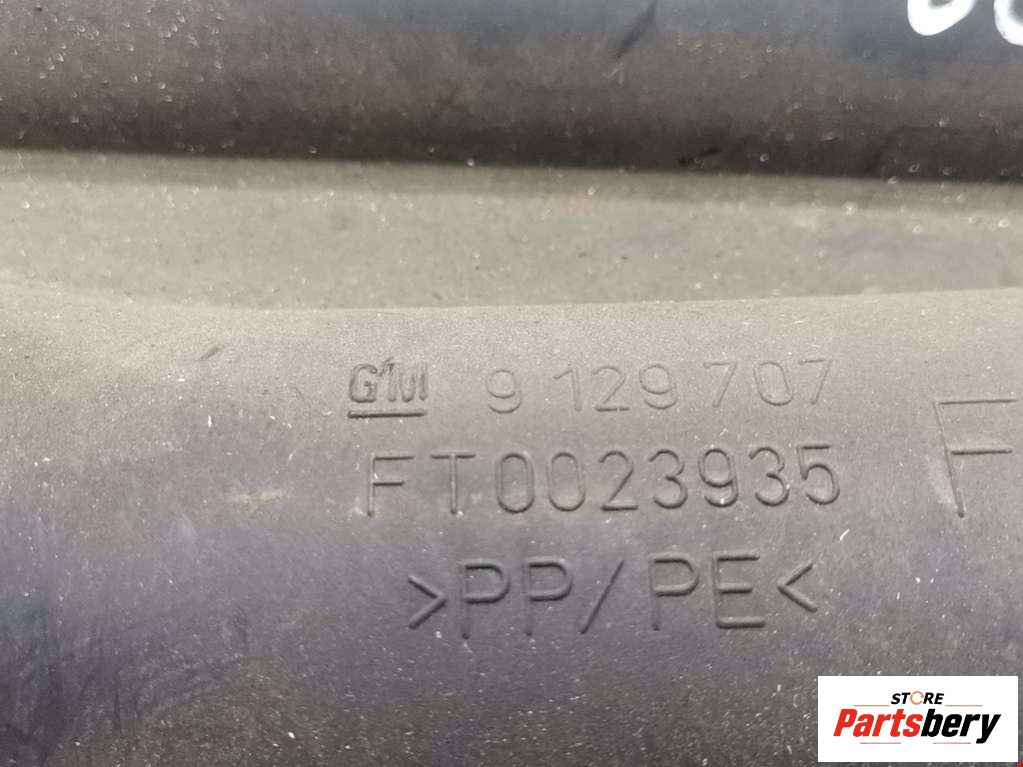 GM 9 129 707
FT0023935
>PP/PE<
F
STORE
Partsbery